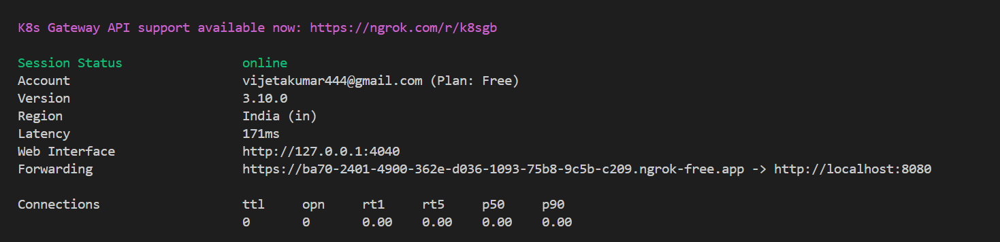 K8s Gateway API support available now: https://ngrok.com/r/k8sgb
Session Status online
Account vijetakumar444@gmail.com (Plan: Free)
Version 3.10.0
Region India (in)
Latency 171ms
Web Interface http://127.0.0.1:4040
Forwarding https://ba70-2401-4900-362e-d036-1093-75b8-9c5b-c209.ngrok-free.app -> http://localhost:8080
Connections ttl opn rt1 rt5 p50 p90
0 0 0.00 0.00 0.00 0.00